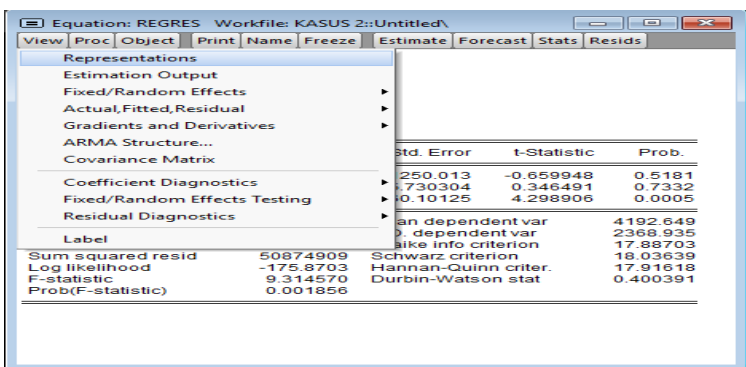 Equation: REGRES Workfile: KASUS 2::Untitled\
View Proc Object Print Name Freeze Estimate Forecast Stats Resids
Representations
Estimation Output
Fixed/Random Effects
Actual,Fitted,Residual
Gradients and Derivatives
ARMA Structure...
Covariance Matrix
Coefficient Diagnostics
Fixed/Random Effects Testing
Residual Diagnostics
Label
Std. Error t-Statistic Prob.
250.013 -0.659948 0.5181
.730304 0.346491 0.7332
0.10125 4.298906 0.0005
dependent var 4192.649
dependent var 2368.935
info criterion 17.88703
Sum squared resid 50874909 Schwarz criterion 18.03639
Log likelihood -175.8703 Hannan-Quinn criter. 17.91618
F-statistic 9.314570 Durbin-Watson stat 0.400391
Prob(F-statistic) 0.001856